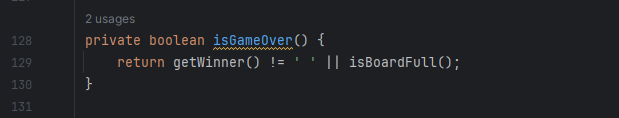 2 usages
128 private boolean isGameOver() {
129 return getWinner() != ' ' || isBoardFull();
130 }
131